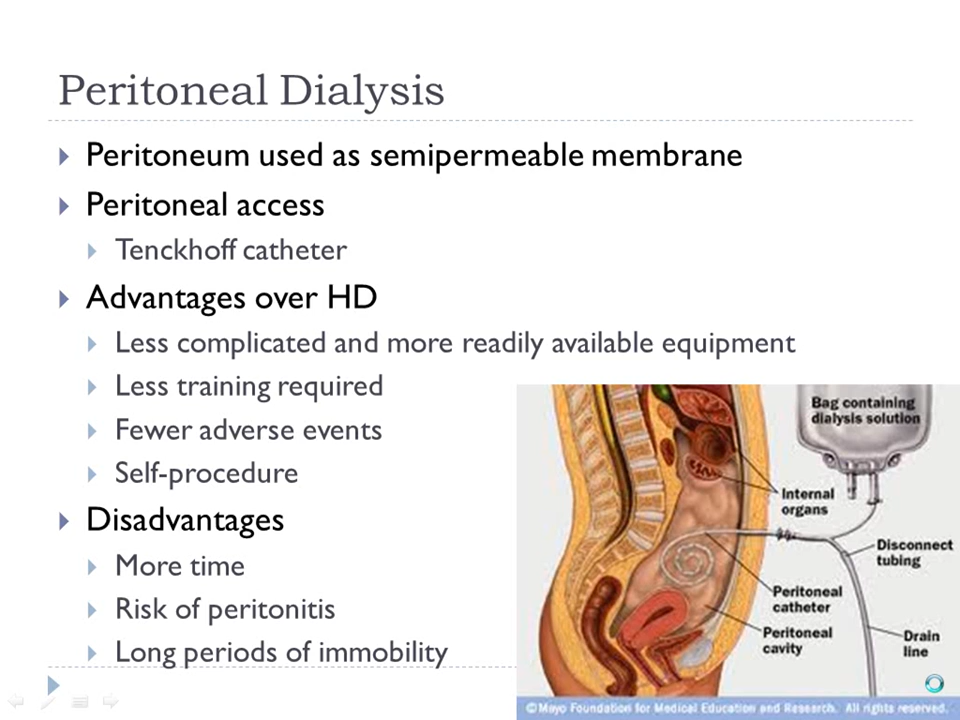 Peritoneal Dialysis
Peritoneum used as semipermeable membrane
Peritoneal access
Tenckhoff catheter
Advantages over HD
Less complicated and more readily available equipment
Less training required
Fewer adverse events
Self-procedure
Disadvantages
More time
Risk of peritonitis
Long periods of immobility
Bag containing
dialysis solution
Internal
organs
Disconnect
tubing
Peritoneal
catheter
Peritoneal
cavity
Drain
line
©Mayo Foundation for Medical Education and Research. All rights reserved.